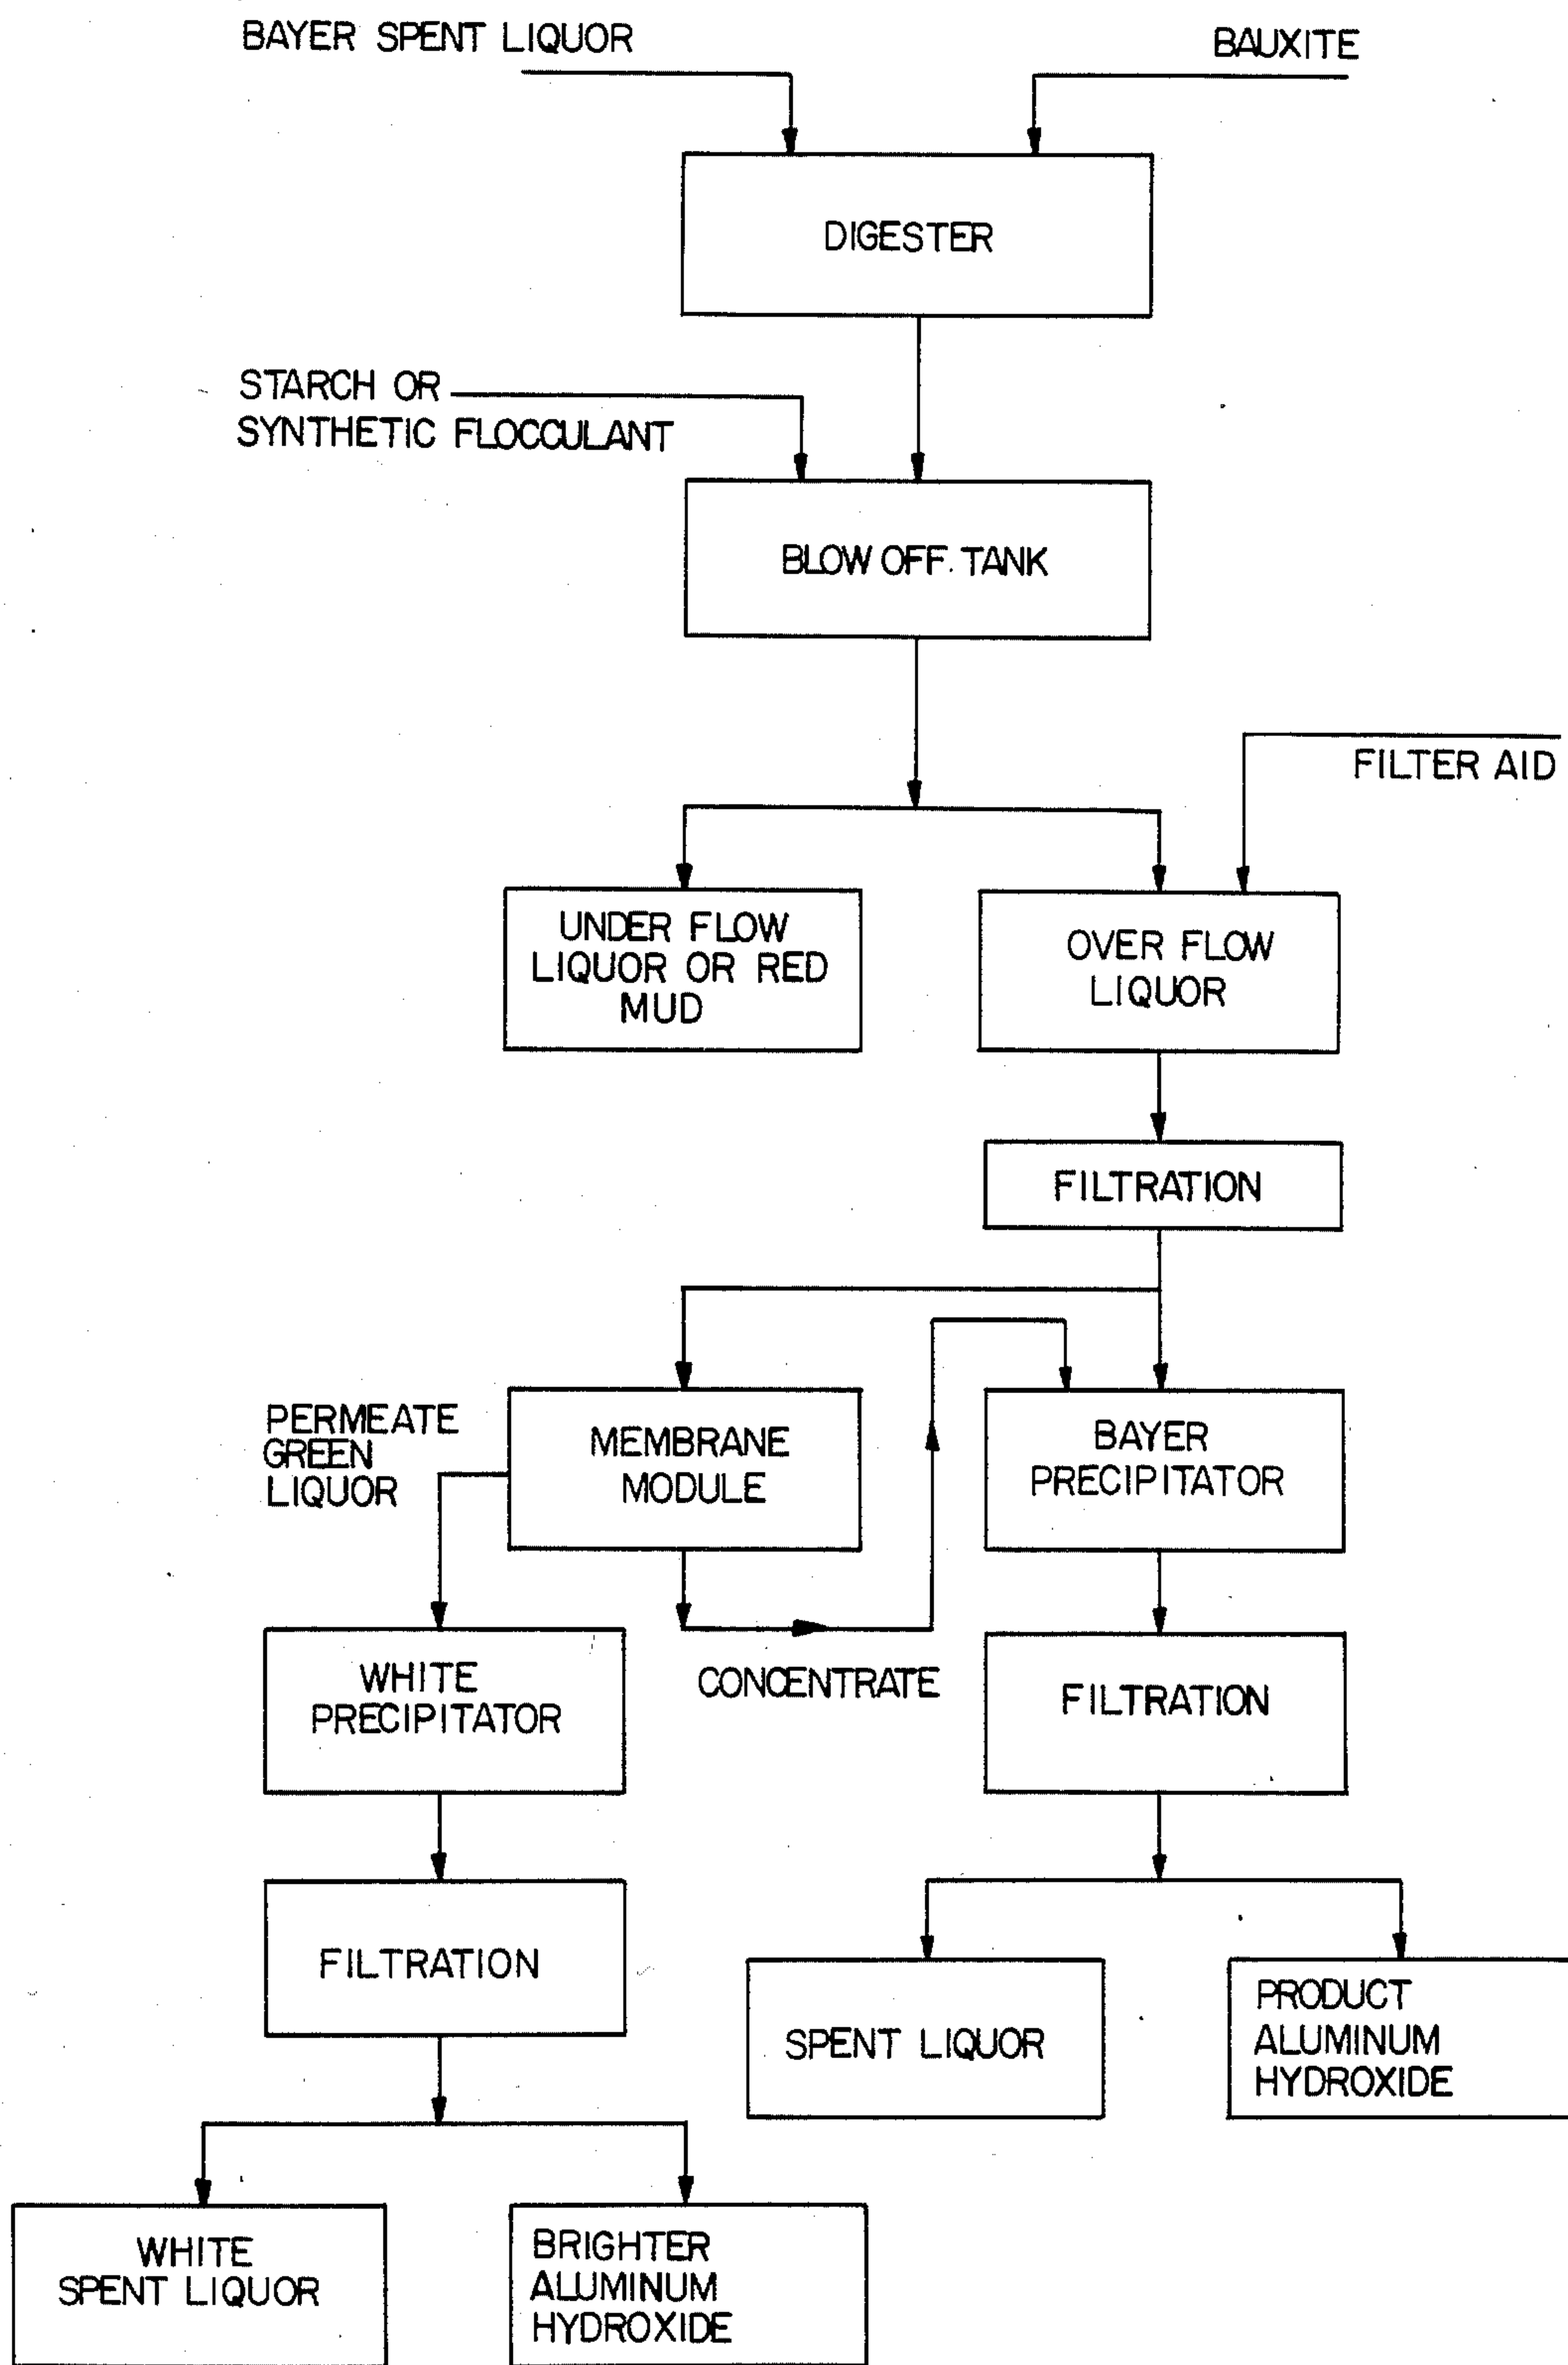 BAYER SPENT LIQUOR
BAUXITE
DIGESTER
STARCH OR
SYNTHETIC FLOCCULANT
BLOW OFF. TANK
FILTER AID
UNDER FLOW
LIQUOR OR RED
MUD
OVER FLOW
LIQUOR
FILTRATION
PERMEATE
GREEN
LIQUOR
MEMBRANE
MODULE
BAYER
PRECIPITATOR
WHITE
PRECIPITATOR
CONCENTRATE
FILTRATION
FILTRATION
SPENT LIQUOR
PRODUCT
ALUMINUM
HYDROXIDE
WHITE
SPENT LIQUOR
BRIGHTER
ALUMINUM
HYDROXIDE